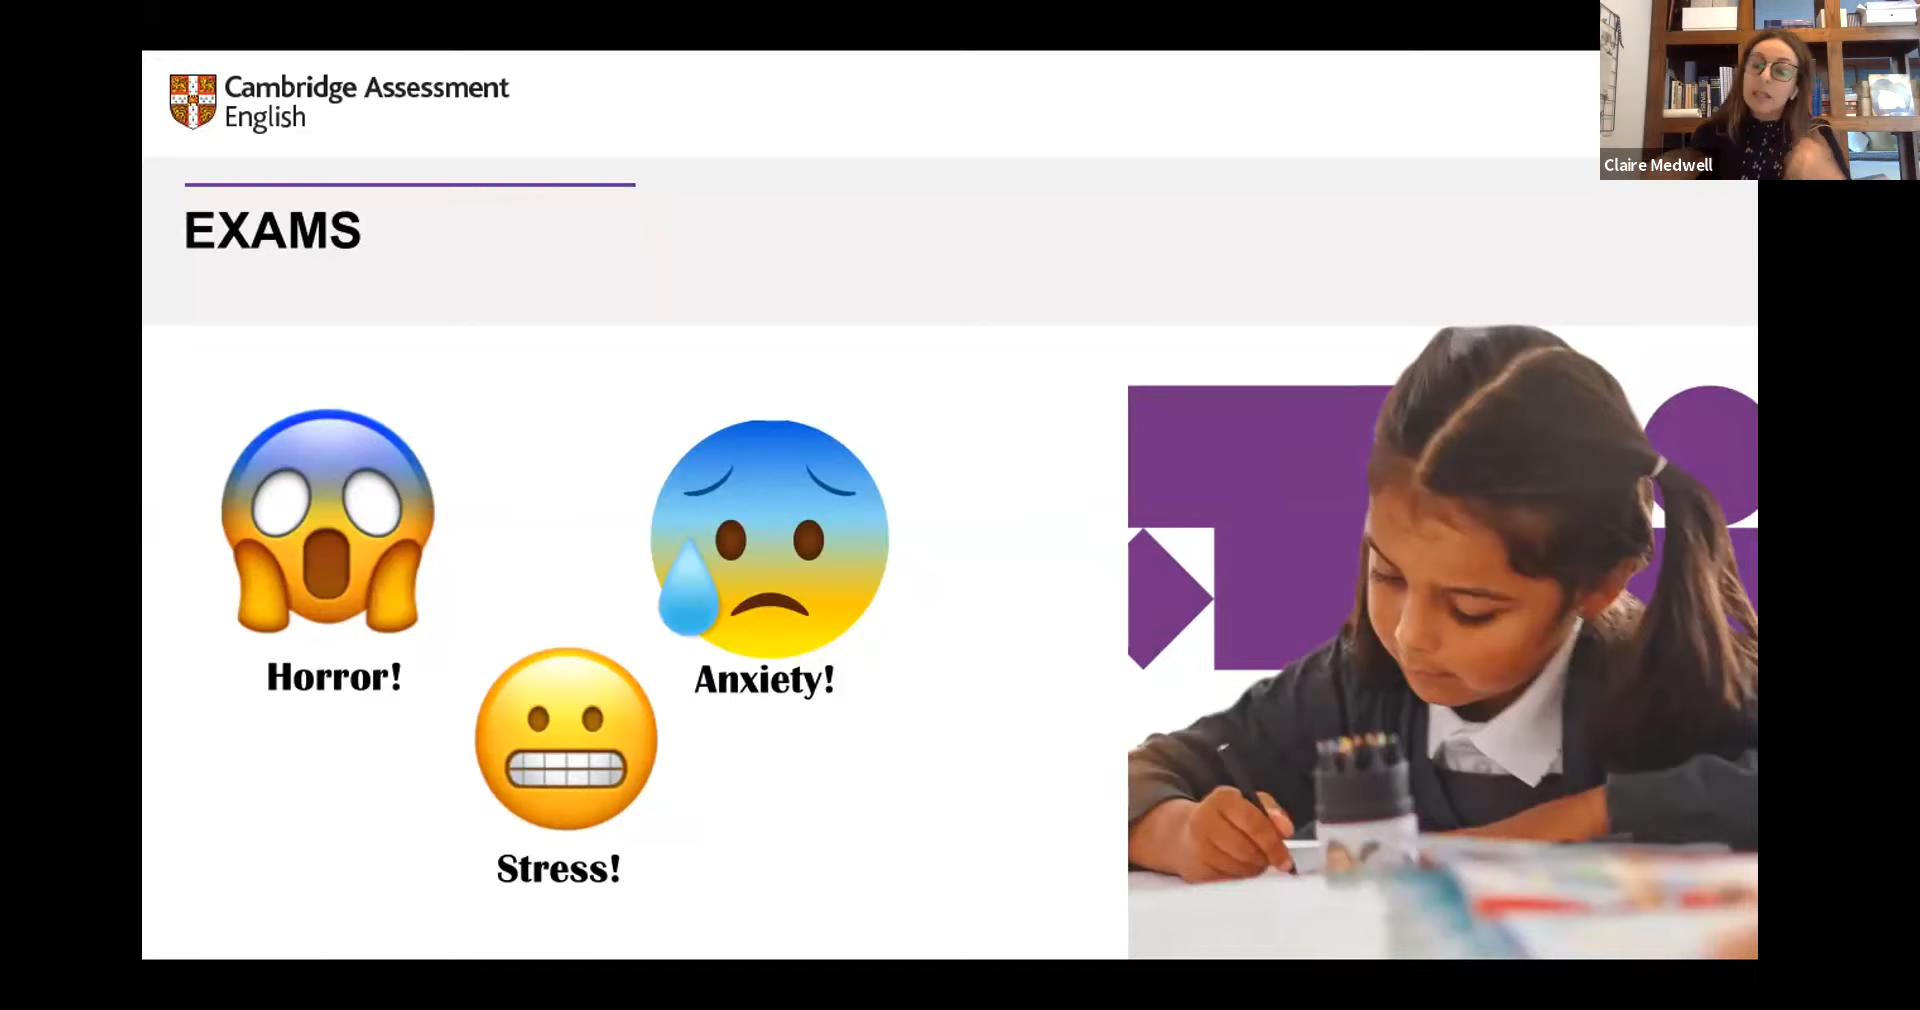 Cambridge Assessment
English
Claire Medwell
EXAMS
Horror!
Anxiety!
Stress!